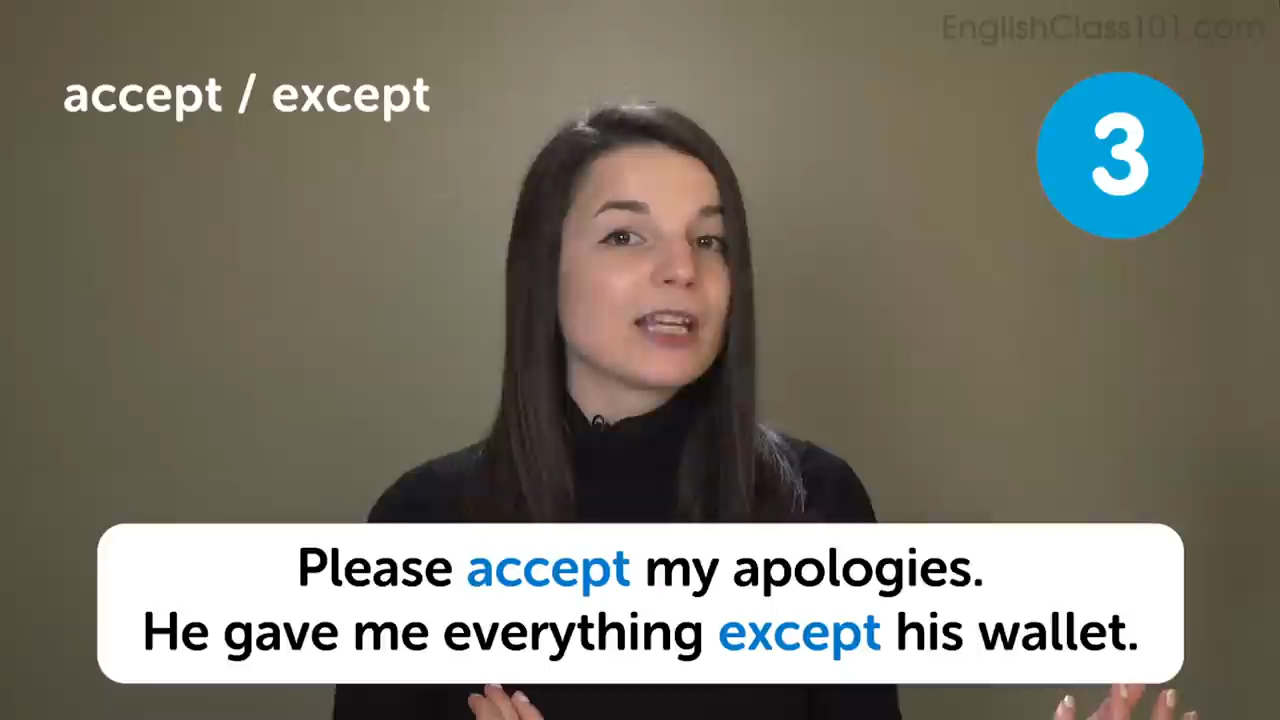 EnglishClass101.com
accept / except
3
Please accept my apologies.
He gave me everything except his wallet.